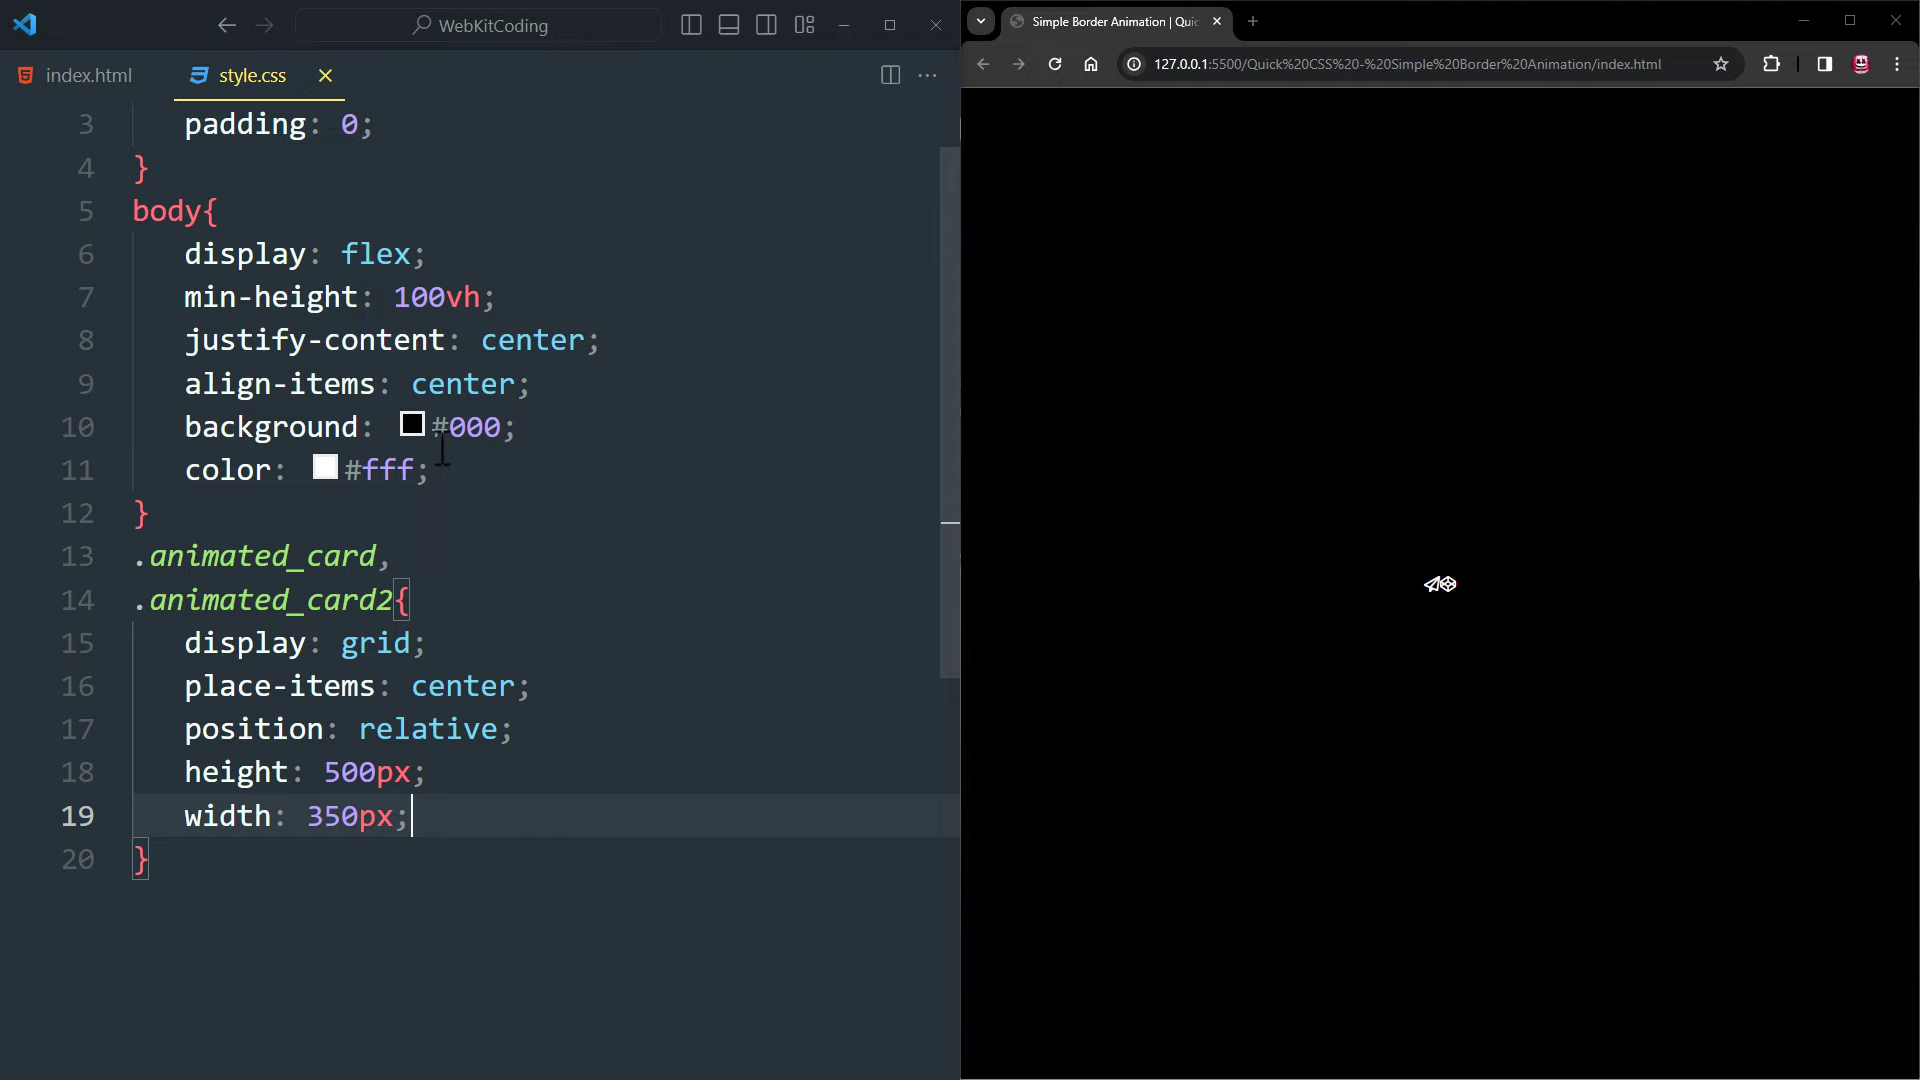 WebKitCoding
index.html
style.css
3 padding: 0;
4 }
5 body{
6 display: flex;
7 min-height: 100vh;
8 justify-content: center;
9 align-items: center;
10 background: #000;
11 color: #fff;
12 }
13 .animated_card,
14 .animated_card2{
15 display: grid;
16 place-items: center;
17 position: relative;
18 height: 500px;
19 width: 350px;
20 }
Simple Border Animation | Quic
127.0.0.1:5500/Quick%20CSS%20-%20Simple%20Border%20Animation/index.html